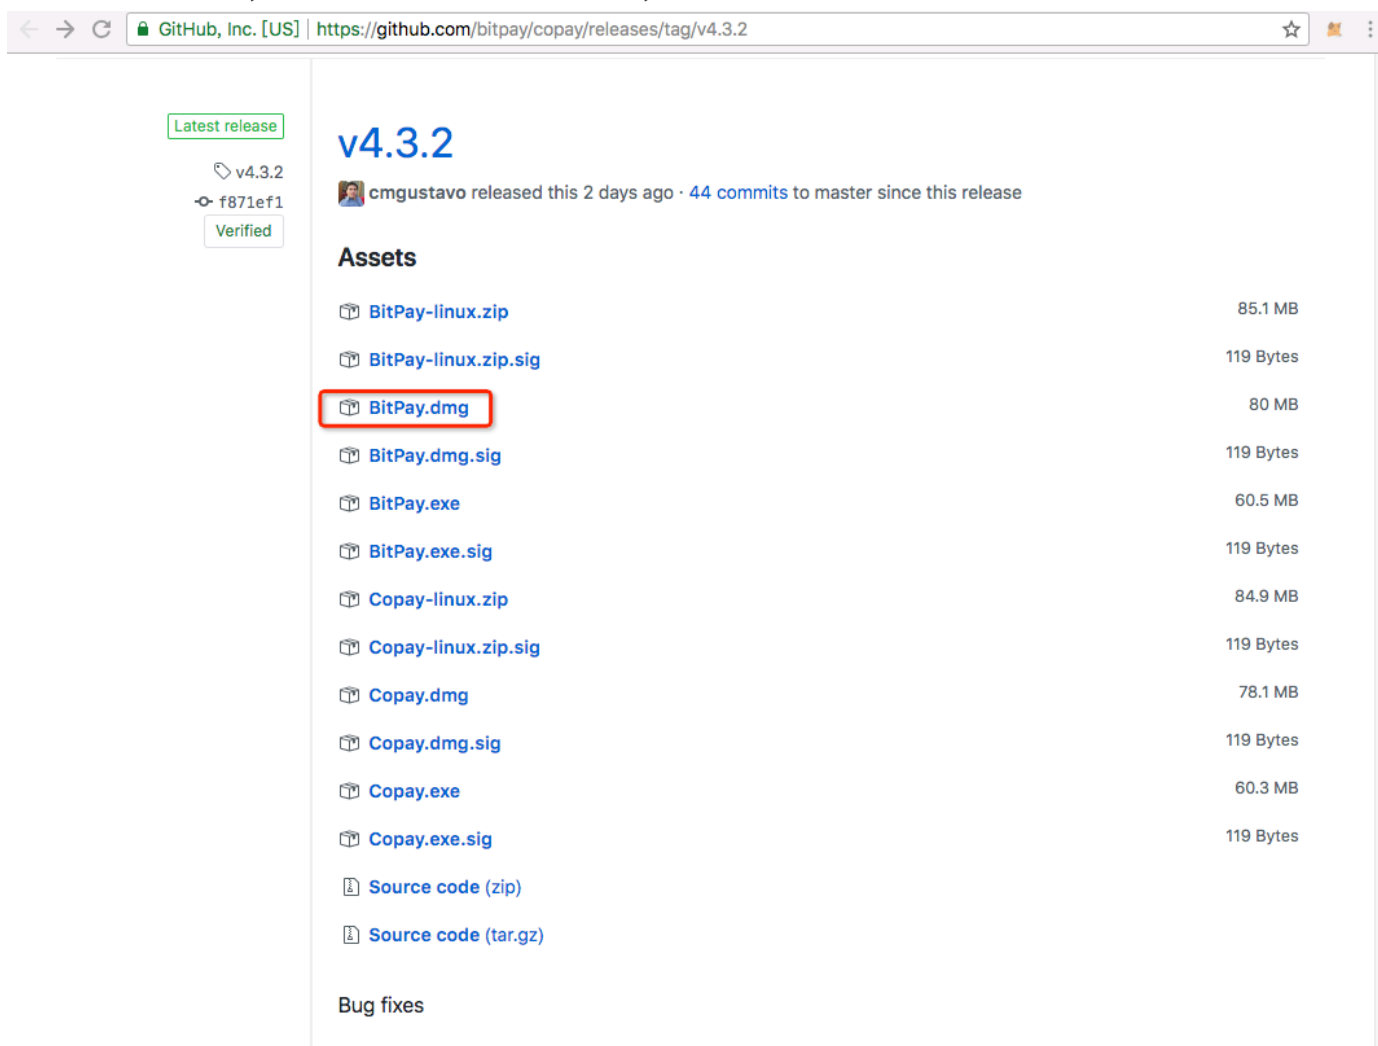 GitHub, Inc. [US] | https://github.com/bitpay/copay/releases/tag/v4.3.2
Latest release
v4.3.2
f871ef1
Verified
v4.3.2
cmgustavo released this 2 days ago · 44 commits to master since this release
Assets
BitPay-linux.zip 85.1 MB
BitPay-linux.zip.sig 119 Bytes
BitPay.dmg 80 MB
BitPay.dmg.sig 119 Bytes
BitPay.exe 60.5 MB
BitPay.exe.sig 119 Bytes
Copay-linux.zip 84.9 MB
Copay-linux.zip.sig 119 Bytes
Copay.dmg 78.1 MB
Copay.dmg.sig 119 Bytes
Copay.exe 60.3 MB
Copay.exe.sig 119 Bytes
Source code (zip)
Source code (tar.gz)
Bug fixes